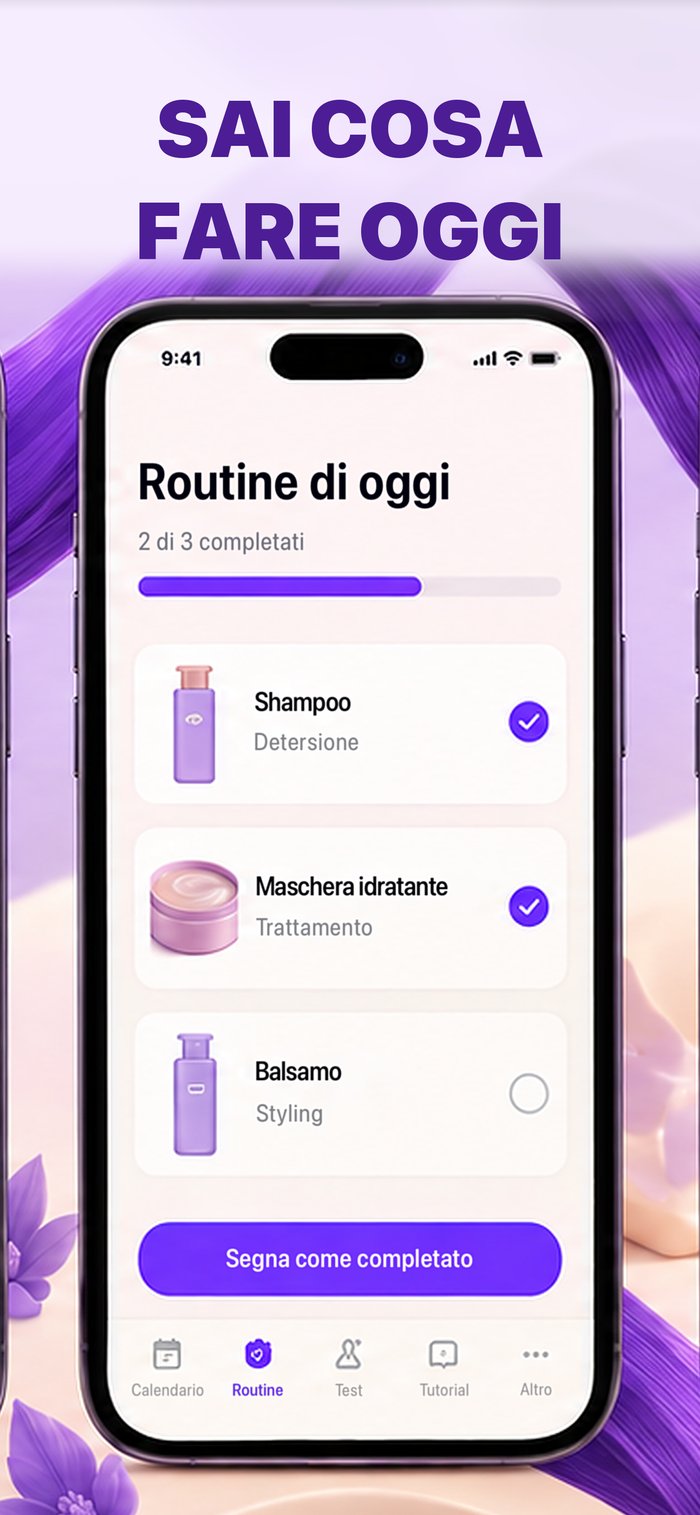 SAI COSA
FARE OGGI
9:41
Routine di oggi
2 di 3 completati
Shampoo
Detersione
Maschera idratante
Trattamento
Balsamo
Styling
Segna come completato
Calendario
Routine
Test
Tutorial
Altro